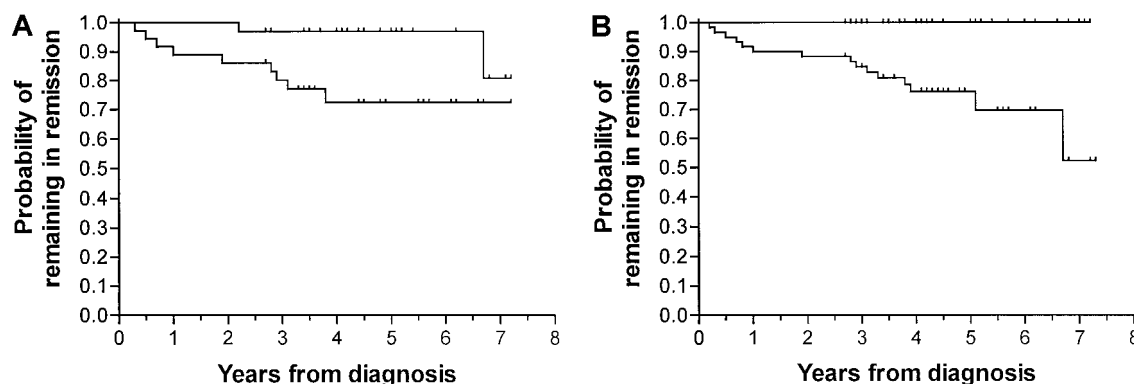 A
Probability of
remaining in remission
1.0
0.9
0.8
0.7
0.6
0.5
0.4
0.3
0.2
0.1
0.0
0 1 2 3 4 5 6 7 8
Years from diagnosis
B
Probability of
remaining in remission
1.0
0.9
0.8
0.7
0.6
0.5
0.4
0.3
0.2
0.1
0.0
0 1 2 3 4 5 6 7 8
Years from diagnosis